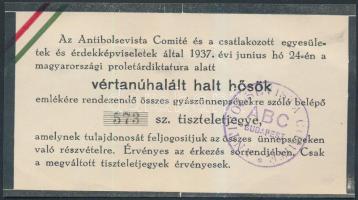 Az Antibolsevista Comité és a csatlakozott egyesüle-
tek és érdekképviseletek által 1937. évi junius hó 24-én a
magyarországi proletárdiktatura alatt
vértanúhalált halt hősök
emlékére rendezendő összes gyászünnepségekre szóló belépő
573 sz. tiszteletjegye,
amelynek tulajdonosát feljogosítjuk az összes ünnepségeken
való részvételre. Érvényes az érkezés sorrendjében. Csak
a megváltott tiszteletjegyek érvényesek.
ABC
BUDAPEST